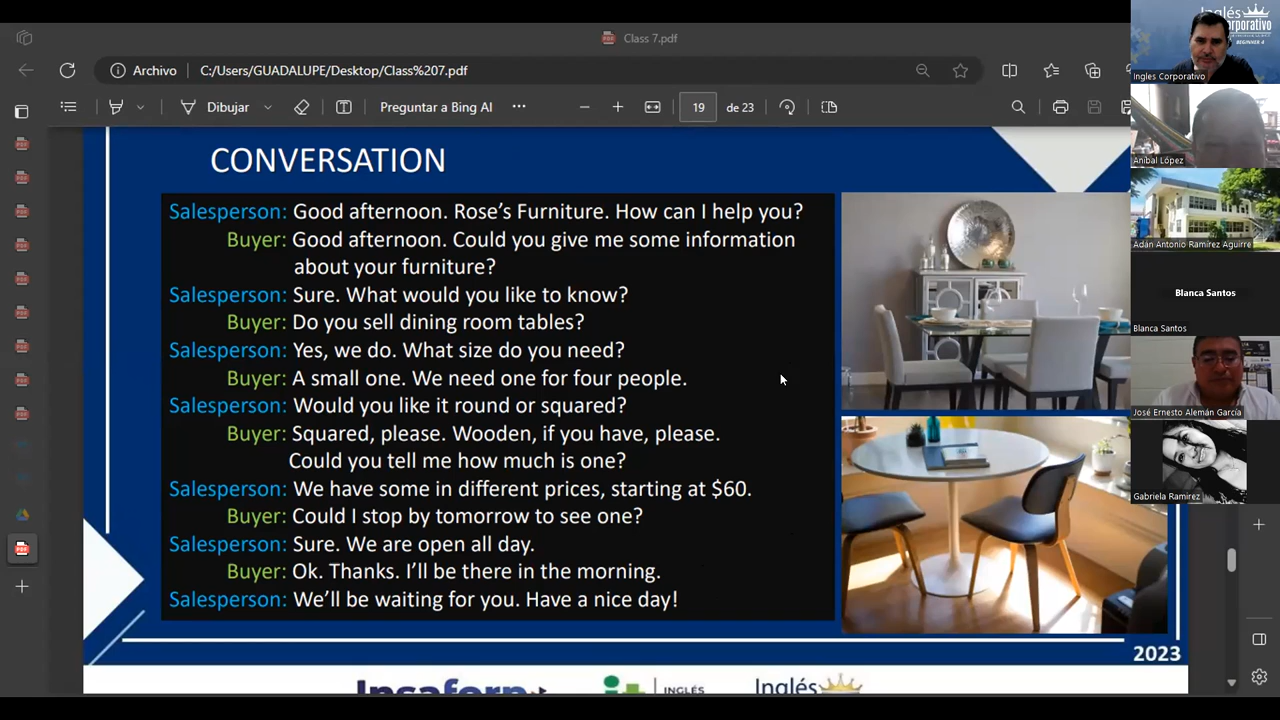 Class 7.pdf
Archivo
C:/Users/GUADALUPE/Desktop/Class%207.pdf
Dibujar
Preguntar a Bing AI
19
de 23
CONVERSATION
Salesperson: Good afternoon. Rose's Furniture. How can I help you?
Buyer: Good afternoon. Could you give me some information
about your furniture?
Salesperson: Sure. What would you like to know?
Buyer: Do you sell dining room tables?
Salesperson: Yes, we do. What size do you need?
Buyer: A small one. We need one for four people.
Salesperson: Would you like it round or squared?
Buyer: Squared, please. Wooden, if you have, please.
Could you tell me how much is one?
Salesperson: We have some in different prices, starting at $60.
Buyer: Could I stop by tomorrow to see one?
Salesperson: Sure. We are open all day.
Buyer: Ok. Thanks. I'll be there in the morning.
Salesperson: We'll be waiting for you. Have a nice day!
2023
INGLÉS
Inglés
Inglés
BEGINNER 4
Ingles Corporativo
Anibal López
Adán Antonio Ramírez Aguirre
Blanca Santos
Blanca Santos
José Ernesto Alemán García
Gabriela Ramirez